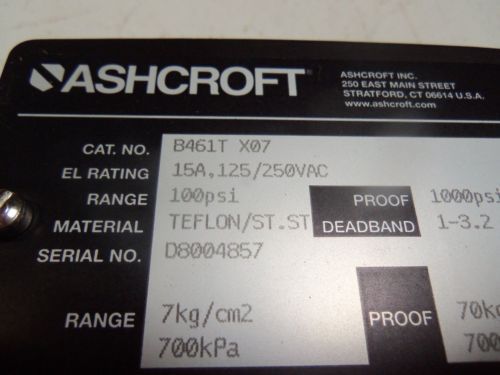 ASHCROFT
ASHCROFT INC.
250 EAST MAIN STREET
STRATFORD, CT 06614 U.S.A.
www.ashcroft.com
CAT. NO. B461T X07
EL RATING 15A,125/250VAC
RANGE 100psi PROOF 1000psi
MATERIAL TEFLON/ST.ST DEADBAND 1-3.2
SERIAL NO. D8004857
RANGE 7kg/cm2 PROOF
700kPa